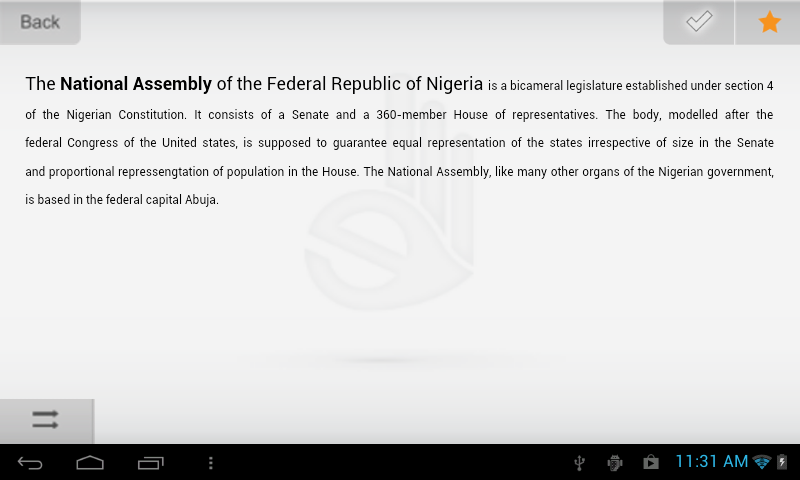 Back
The National Assembly of the Federal Republic of Nigeria is a bicameral legislature established under section 4
of the Nigerian Constitution. It consists of a Senate and a 360-member House of representatives. The body, modelled after the
federal Congress of the United states, is supposed to guarantee equal representation of the states irrespective of size in the Senate
and proportional repressengtation of population in the House. The National Assembly, like many other organs of the Nigerian government,
is based in the federal capital Abuja.
11:31 AM